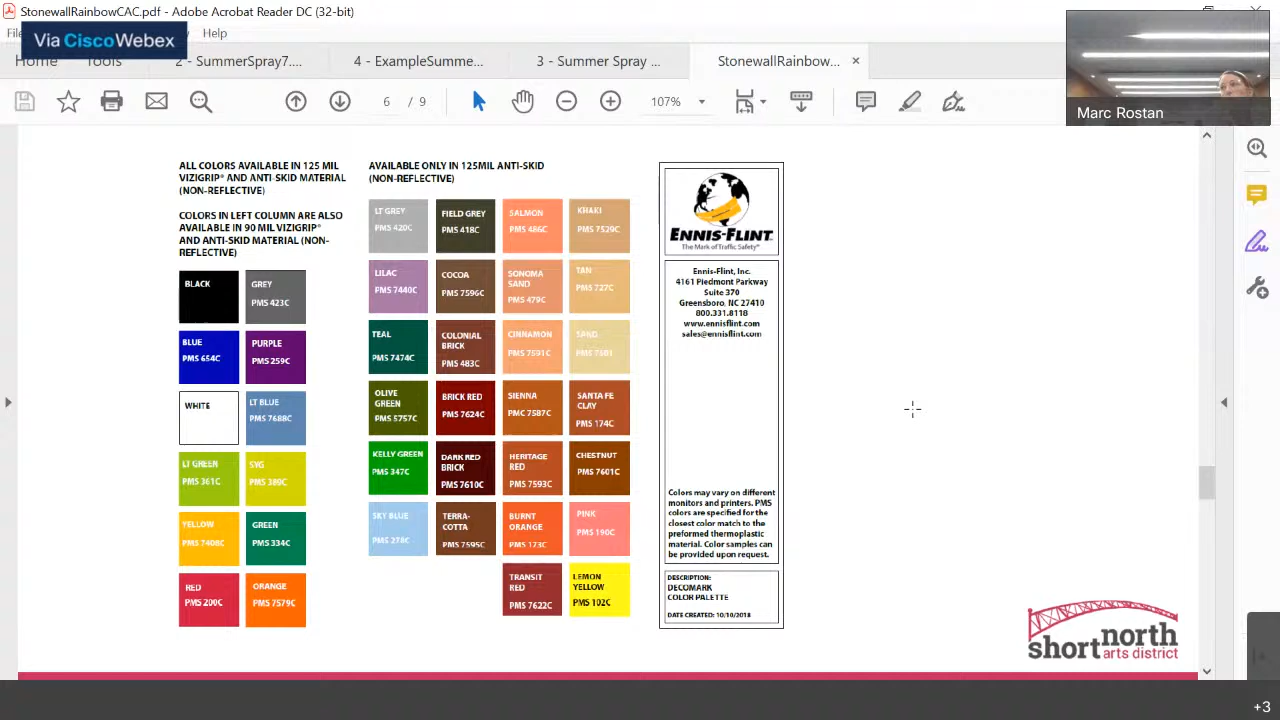 StonewallRainbowCAC.pdf - Adobe Acrobat Reader DC (32-bit)
Via CiscoWebex
Help
Home
Tools
2 - SummerSpray7....
4 - ExampleSumme...
3 - Summer Spray ...
StonewallRainbow...
6 / 9
107%
Marc Rostan
ALL COLORS AVAILABLE IN 125 MIL
VIZIGRIP® AND ANTI-SKID MATERIAL
(NON-REFLECTIVE)
COLORS IN LEFT COLUMN ARE ALSO
AVAILABLE IN 90 MIL VIZIGRIP®
AND ANTI-SKID MATERIAL (NON-
REFLECTIVE)
BLACK
GREY
PMS 423C
BLUE
PMS 654C
PURPLE
PMS 259C
WHITE
LT BLUE
PMS 7688C
LT GREEN
PMS 361C
SYG
PMS 380C
YELLOW
PMS 7406C
GREEN
PMS 334C
RED
PMS 200C
ORANGE
PMS 7579C
AVAILABLE ONLY IN 125MIL ANTI-SKID
(NON-REFLECTIVE)
LT GREY
PMS 420C
FIELD GREY
PMS 418C
SALMON
PMS 486C
KHAKI
PMS 7529C
LILAC
PMS 7440C
COCOA
PMS 7596C
SONOMA
SAND
PMS 479C
TAN
PMS 727C
TEAL
PMS 7474C
COLONIAL
BRICK
PMS 483C
CINNAMON
PMS 7591C
SAND
PMS 7501
OLIVE
GREEN
PMS 5757C
BRICK RED
PMS 7624C
SIENNA
PMC 7587C
SANTA FE
CLAY
PMS 174C
KELLY GREEN
PMS 347C
DARK RED
BRICK
PMS 7610C
HERITAGE
RED
PMS 7593C
CHESTNUT
PMS 7601C
SKY BLUE
PMS 278C
TERRA-
COTTA
PMS 7595C
BURNT
ORANGE
PMS 173C
PINK
PMS 190C
TRANSIT
RED
PMS 7622C
LEMON
YELLOW
PMS 102C
ENNIS-FLINT
The Mark of Traffic Safety™
Ennis-Flint, Inc.
4161 Piedmont Parkway
Suite 370
Greensboro, NC 27410
800.331.8118
www.ennisflint.com
sales@ennisflint.com
Colors may vary on different
monitors and printers. PMS
colors are specified for the
closest color match to the
preformed thermoplastic
material. Color samples can
be provided upon request.
DESCRIPTION:
DECOMARK
COLOR PALETTE
DATE CREATED: 10/10/2018
shortnorth
arts district
+3